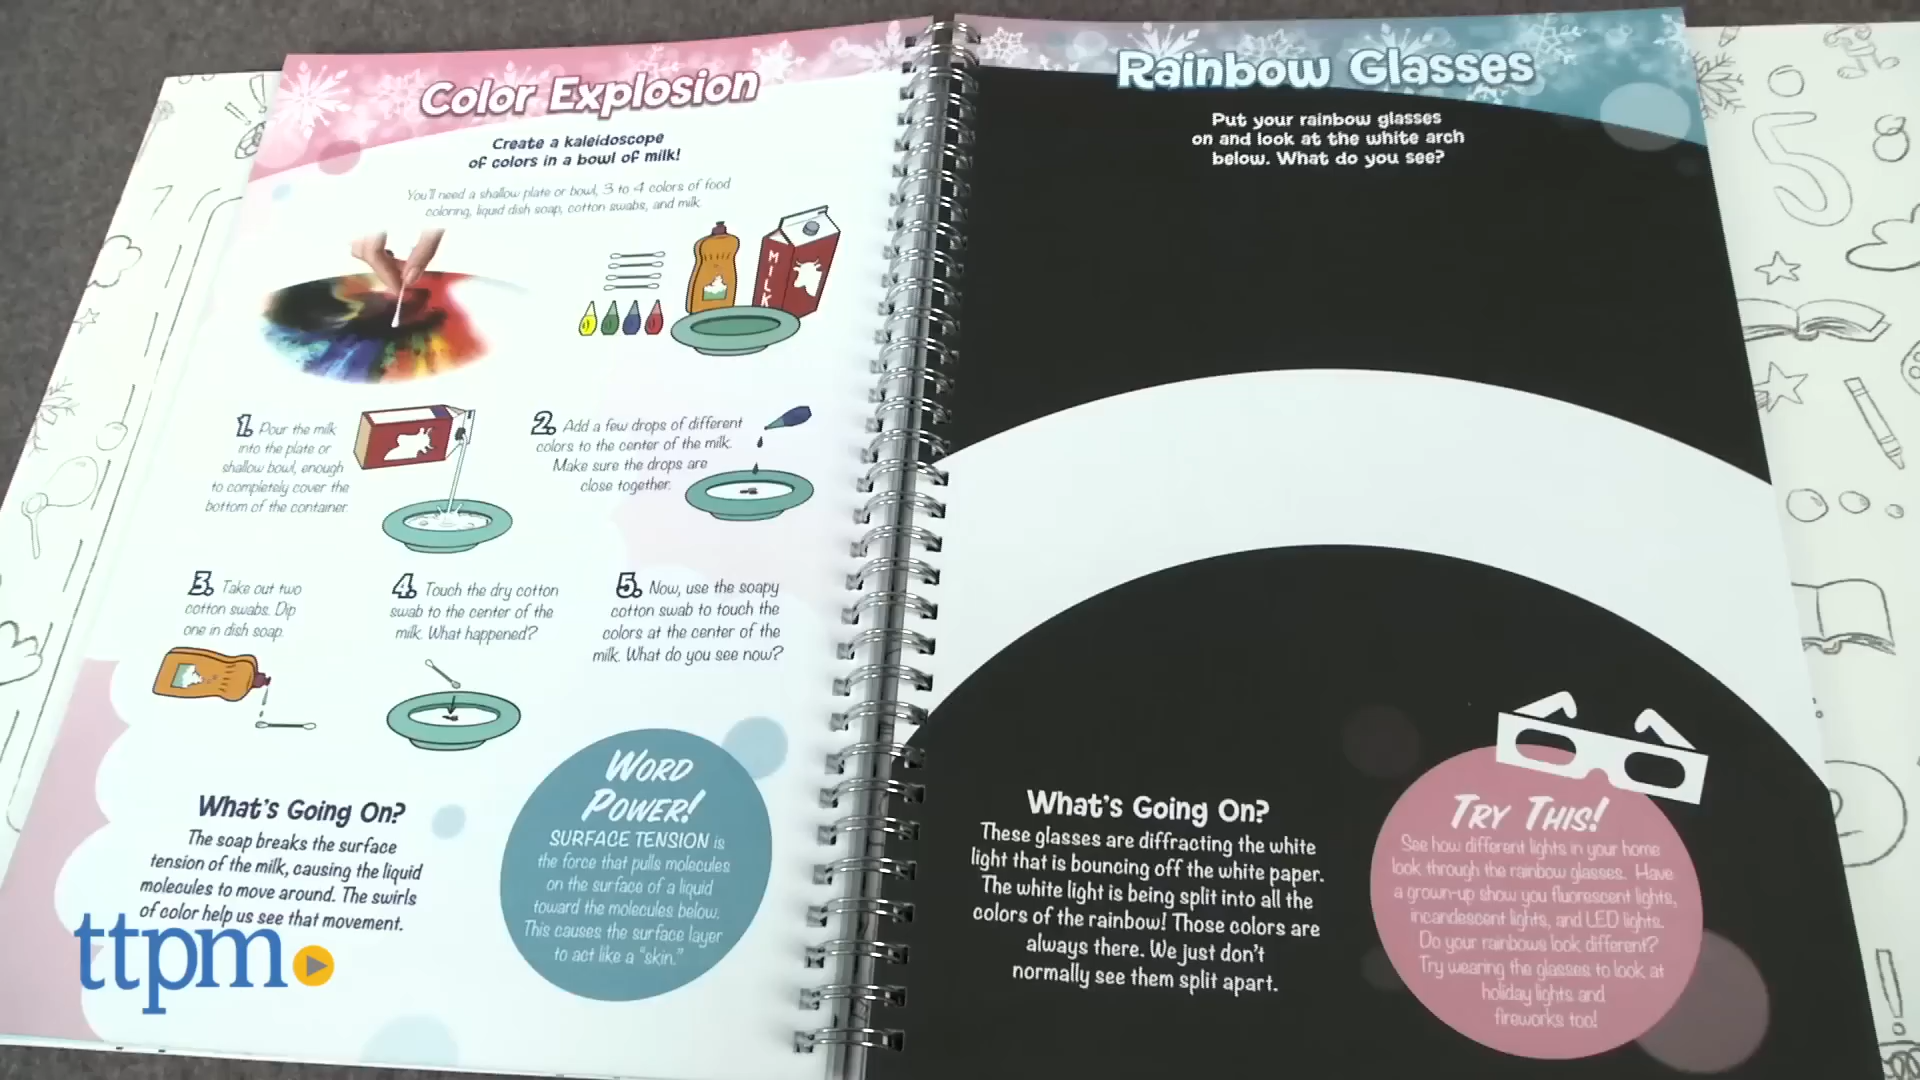 Color Explosion
Create a kaleidoscope
of colors in a bowl of milk!
You'll need a shallow plate or bowl, 3 to 4 colors of food
coloring, liquid dish soap, cotton swabs, and milk.
MILK
1. Pour the milk
into the plate or
shallow bowl, enough
to completely cover the
bottom of the container.
2. Add a few drops of different
colors to the center of the milk.
Make sure the drops are
close together.
3. Take out two
cotton swabs. Dip
one in dish soap.
4. Touch the dry cotton
swab to the center of the
milk. What happened?
5. Now, use the soapy
cotton swab to touch the
colors at the center of the
milk. What do you see now?
What's Going On?
The soap breaks the surface
tension of the milk, causing the liquid
molecules to move around. The swirls
of color help us see that movement.
WORD
POWER!
SURFACE TENSION is
the force that pulls molecules
on the surface of a liquid
toward the molecules below.
This causes the surface layer
to act like a "skin."
ttpm
Rainbow Glasses
Put your rainbow glasses
on and look at the white arch
below. What do you see?
What's Going On?
These glasses are diffracting the white
light that is bouncing off the white paper.
The white light is being split into all the
colors of the rainbow! Those colors are
always there. We just don't
normally see them split apart.
TRY THIS!
See how different lights in your home
look through the rainbow glasses. Have
a grown-up show you fluorescent lights,
incandescent lights, and LED lights.
Do your rainbows look different?
Try wearing the glasses to look at
holiday lights and
fireworks too!
5
2
!